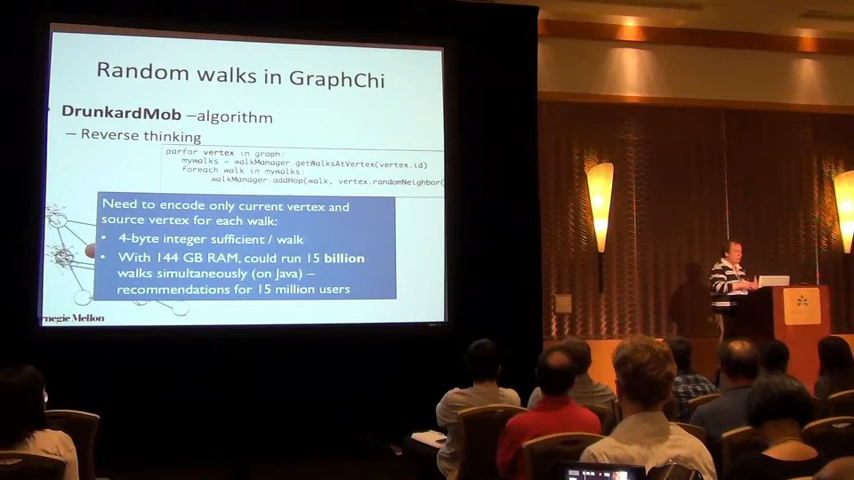 Random walks in GraphChi
DrunkardMob –algorithm
– Reverse thinking
parfor vertex in graph:
mywalks = walkManager.getWalksAtVertex(vertex.id)
foreach walk in mywalks:
walkManager.addHop(walk, vertex.randomNeighbor(
Need to encode only current vertex and
source vertex for each walk:
• 4-byte integer sufficient / walk
• With 144 GB RAM, could run 15 billion
walks simultaneously (on Java) –
recommendations for 15 million users
rnegie Mellon